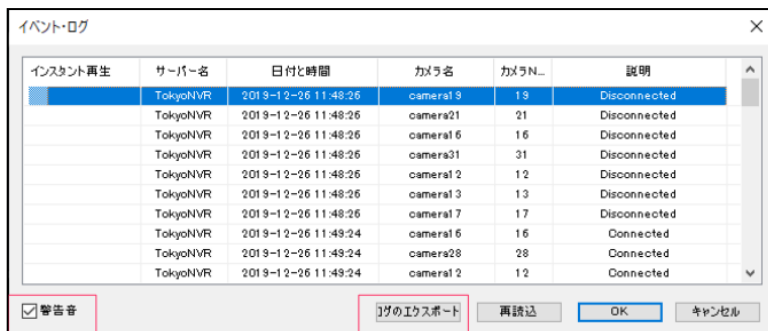 イベント・ログ
インスタント再生 サーバー名 日付と時間 カメラ名 カメラN... 説明
TokyoNVR 2019-12-26 11:48:26 camera19 19 Disconnected
TokyoNVR 2019-12-26 11:48:26 camera21 21 Disconnected
TokyoNVR 2019-12-26 11:48:26 camera16 16 Disconnected
TokyoNVR 2019-12-26 11:48:26 camera31 31 Disconnected
TokyoNVR 2019-12-26 11:48:26 camera12 12 Disconnected
TokyoNVR 2019-12-26 11:48:26 camera13 13 Disconnected
TokyoNVR 2019-12-26 11:48:26 camera17 17 Disconnected
TokyoNVR 2019-12-26 11:49:24 camera16 16 Connected
TokyoNVR 2019-12-26 11:49:24 camera28 28 Connected
TokyoNVR 2019-12-26 11:49:24 camera12 12 Connected
警告音 ログのエクスポート 再読込 OK キャンセル